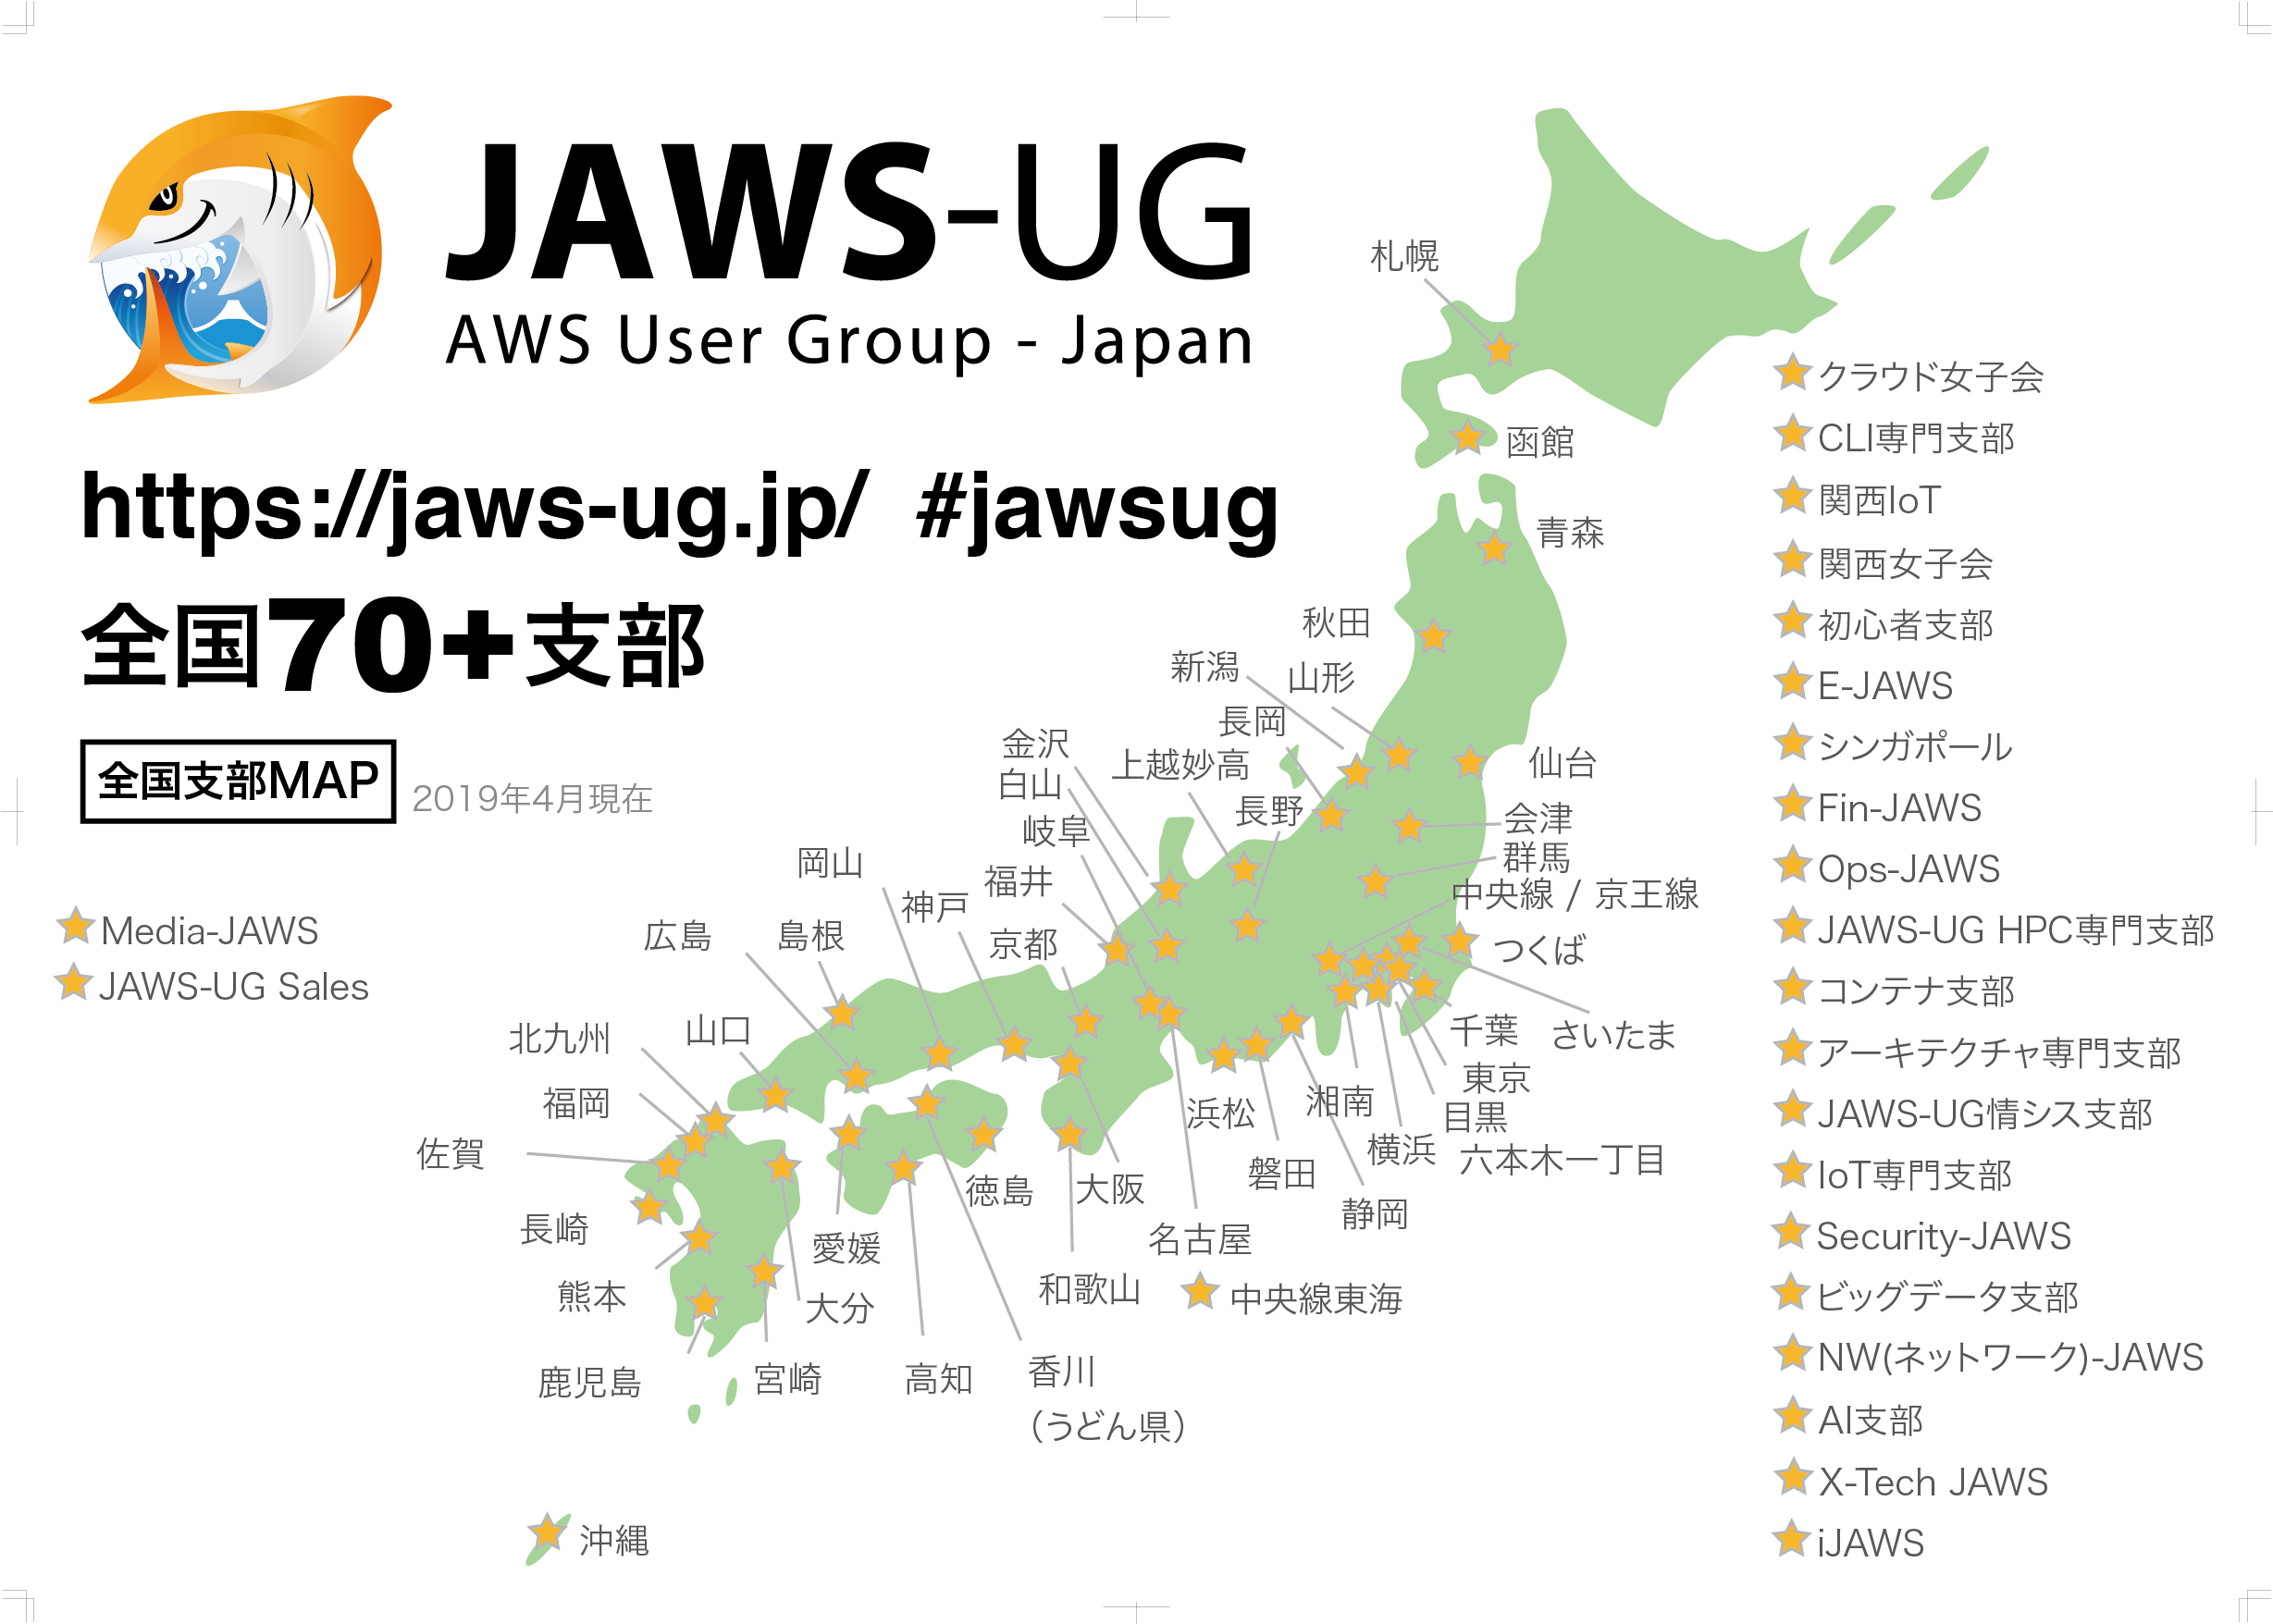 JAWS-UG
AWS User Group - Japan
https://jaws-ug.jp/ #jawsug
全国70+支部
全国支部MAP
2019年4月現在
Media-JAWS
JAWS-UG Sales
札幌
函館
青森
秋田
新潟
山形
長岡
金沢
上越妙高
仙台
白山
長野
会津
岐阜
群馬
岡山
福井
中央線 / 京王線
神戸
広島
島根
京都
つくば
北九州
山口
千葉
さいたま
東京
福岡
浜松
湘南
目黒
佐賀
横浜
六本木一丁目
磐田
徳島
大阪
静岡
長崎
愛媛
名古屋
熊本
大分
和歌山
中央線東海
鹿児島
宮崎
高知
香川
（うどん県）
沖縄
クラウド女子会
CLI専門支部
関西IoT
関西女子会
初心者支部
E-JAWS
シンガポール
Fin-JAWS
Ops-JAWS
JAWS-UG HPC専門支部
コンテナ支部
アーキテクチャ専門支部
JAWS-UG情シス支部
IoT専門支部
Security-JAWS
ビッグデータ支部
NW(ネットワーク)-JAWS
AI支部
X-Tech JAWS
iJAWS